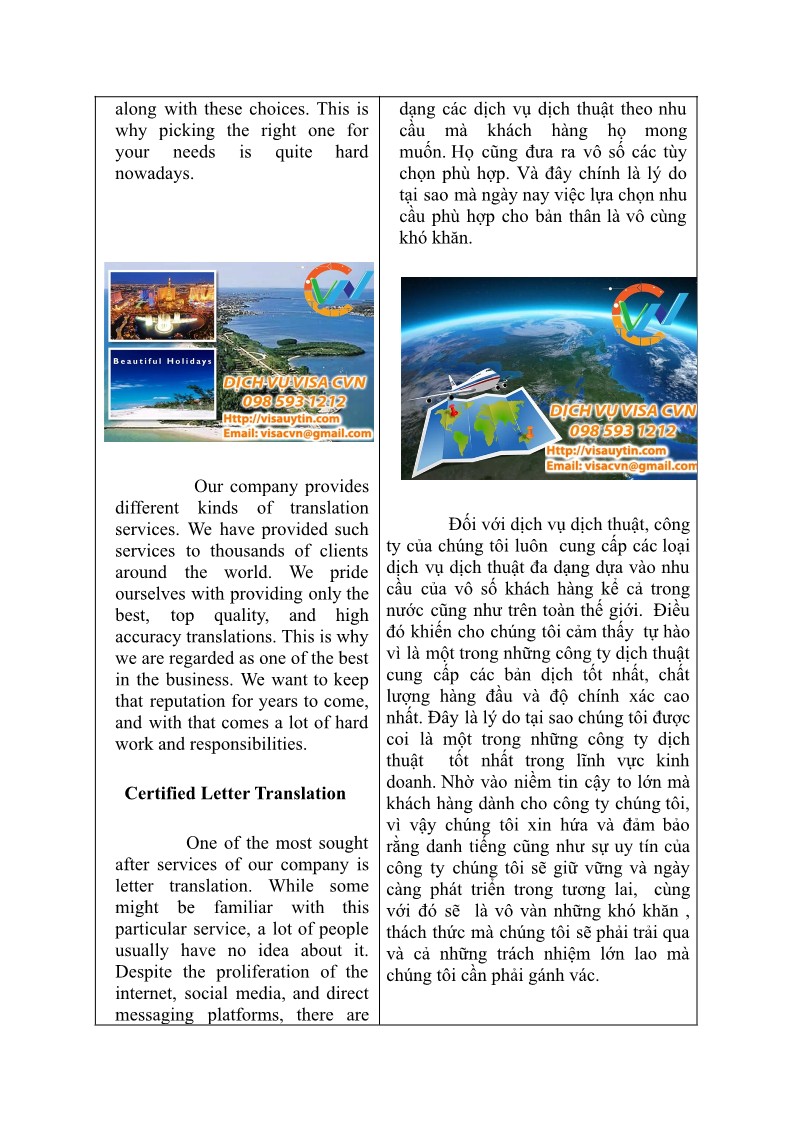 along with these choices. This is
why picking the right one for
your needs is quite hard
nowadays.
Beautiful Holidays
DỊCH VỤ VISA CVN
098 593 1212
Http://visauytin.com
Email: visacvn@gmail.com
Our company provides
different kinds of translation
services. We have provided such
services to thousands of clients
around the world. We pride
ourselves with providing only the
best, top quality, and high
accuracy translations. This is why
we are regarded as one of the best
in the business. We want to keep
that reputation for years to come,
and with that comes a lot of hard
work and responsibilities.
Certified Letter Translation
One of the most sought
after services of our company is
letter translation. While some
might be familiar with this
particular service, a lot of people
usually have no idea about it.
Despite the proliferation of the
internet, social media, and direct
messaging platforms, there are
dạng các dịch vụ dịch thuật theo nhu
cầu mà khách hàng họ mong
muốn. Họ cũng đưa ra vô số các tùy
chọn phù hợp. Và đây chính là lý do
tại sao mà ngày nay việc lựa chọn nhu
cầu phù hợp cho bản thân là vô cùng
khó khăn.
CVN
DỊCH VỤ VISA CVN
098 593 1212
Http://visauytin.com
Email: visacvn@gmail.com
Đối với dịch vụ dịch thuật, công
ty của chúng tôi luôn cung cấp các loại
dịch vụ dịch thuật đa dạng dựa vào nhu
cầu của vô số khách hàng kể cả trong
nước cũng như trên toàn thế giới. Điều
đó khiến cho chúng tôi cảm thấy tự hào
vì là một trong những công ty dịch thuật
cung cấp các bản dịch tốt nhất, chất
lượng hàng đầu và độ chính xác cao
nhất. Đây là lý do tại sao chúng tôi được
coi là một trong những công ty dịch
thuật tốt nhất trong lĩnh vực kinh
doanh. Nhờ vào niềm tin cậy to lớn mà
khách hàng dành cho công ty chúng tôi,
vì vậy chúng tôi xin hứa và đảm bảo
rằng danh tiếng cũng như sự uy tín của
công ty chúng tôi sẽ giữ vững và ngày
càng phát triển trong tương lai, cùng
với đó sẽ là vô vàn những khó khăn ,
thách thức mà chúng tôi sẽ phải trải qua
và cả những trách nhiệm lớn lao mà
chúng tôi cần phải gánh vác.